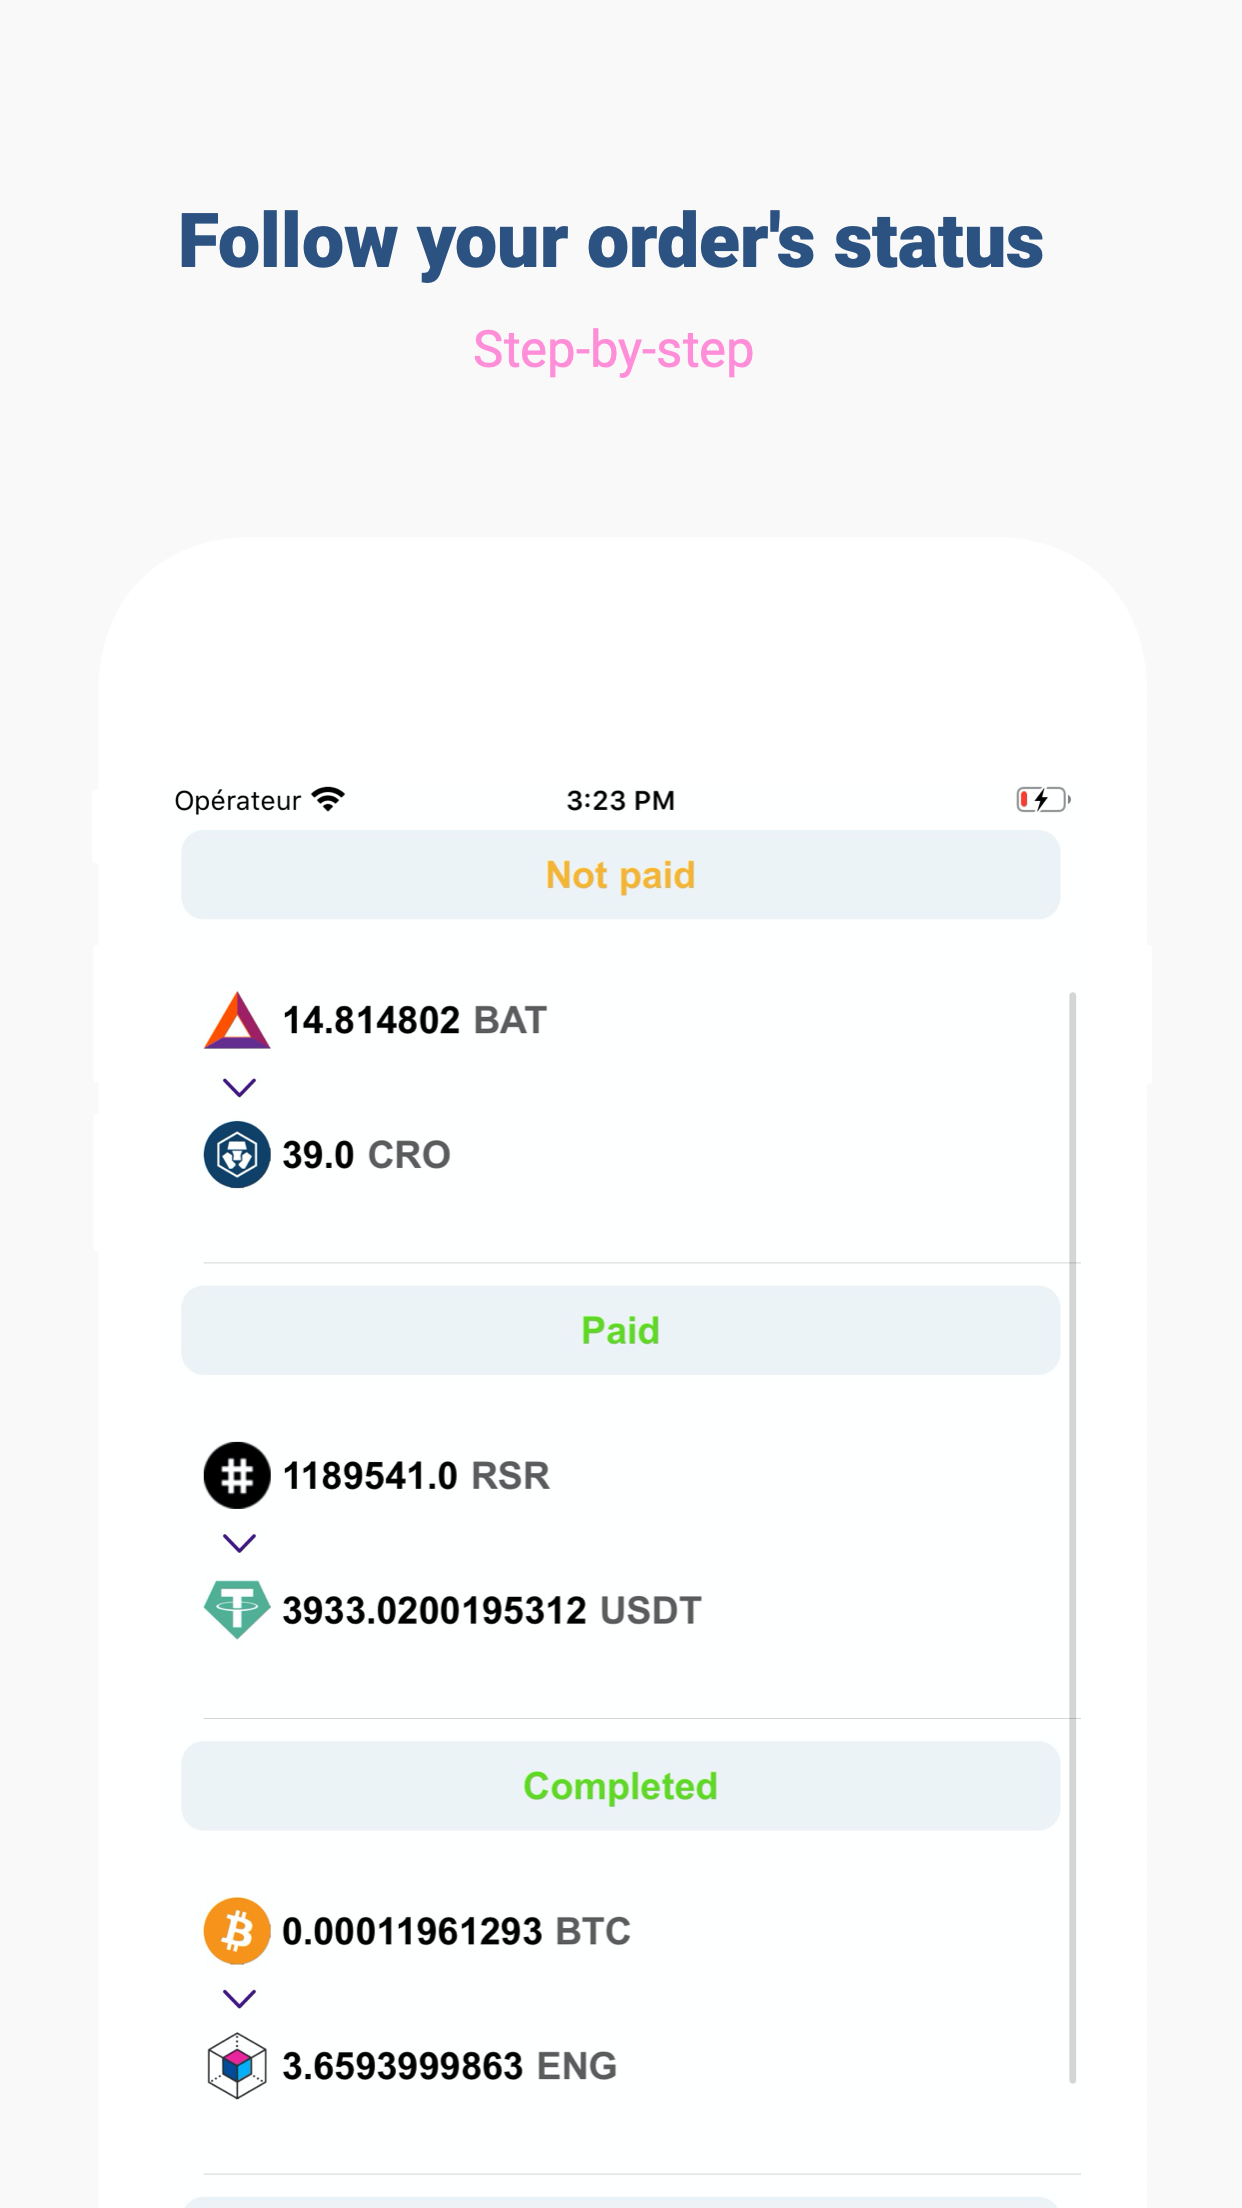 Follow your order's status
Step-by-step
Opérateur 3:23 PM
Not paid
14.814802 BAT
39.0 CRO
Paid
1189541.0 RSR
3933.0200195312 USDT
Completed
0.00011961293 BTC
3.6593999863 ENG